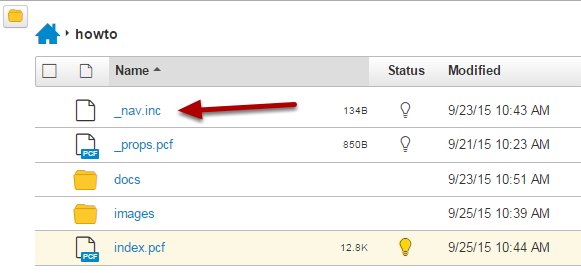 howto
Name Status Modified
_nav.inc 134B 9/23/15 10:43 AM
PCF _props.pcf 850B 9/21/15 10:23 AM
docs 9/23/15 10:51 AM
images 9/25/15 10:39 AM
PCF index.pcf 12.8K 9/25/15 10:44 AM